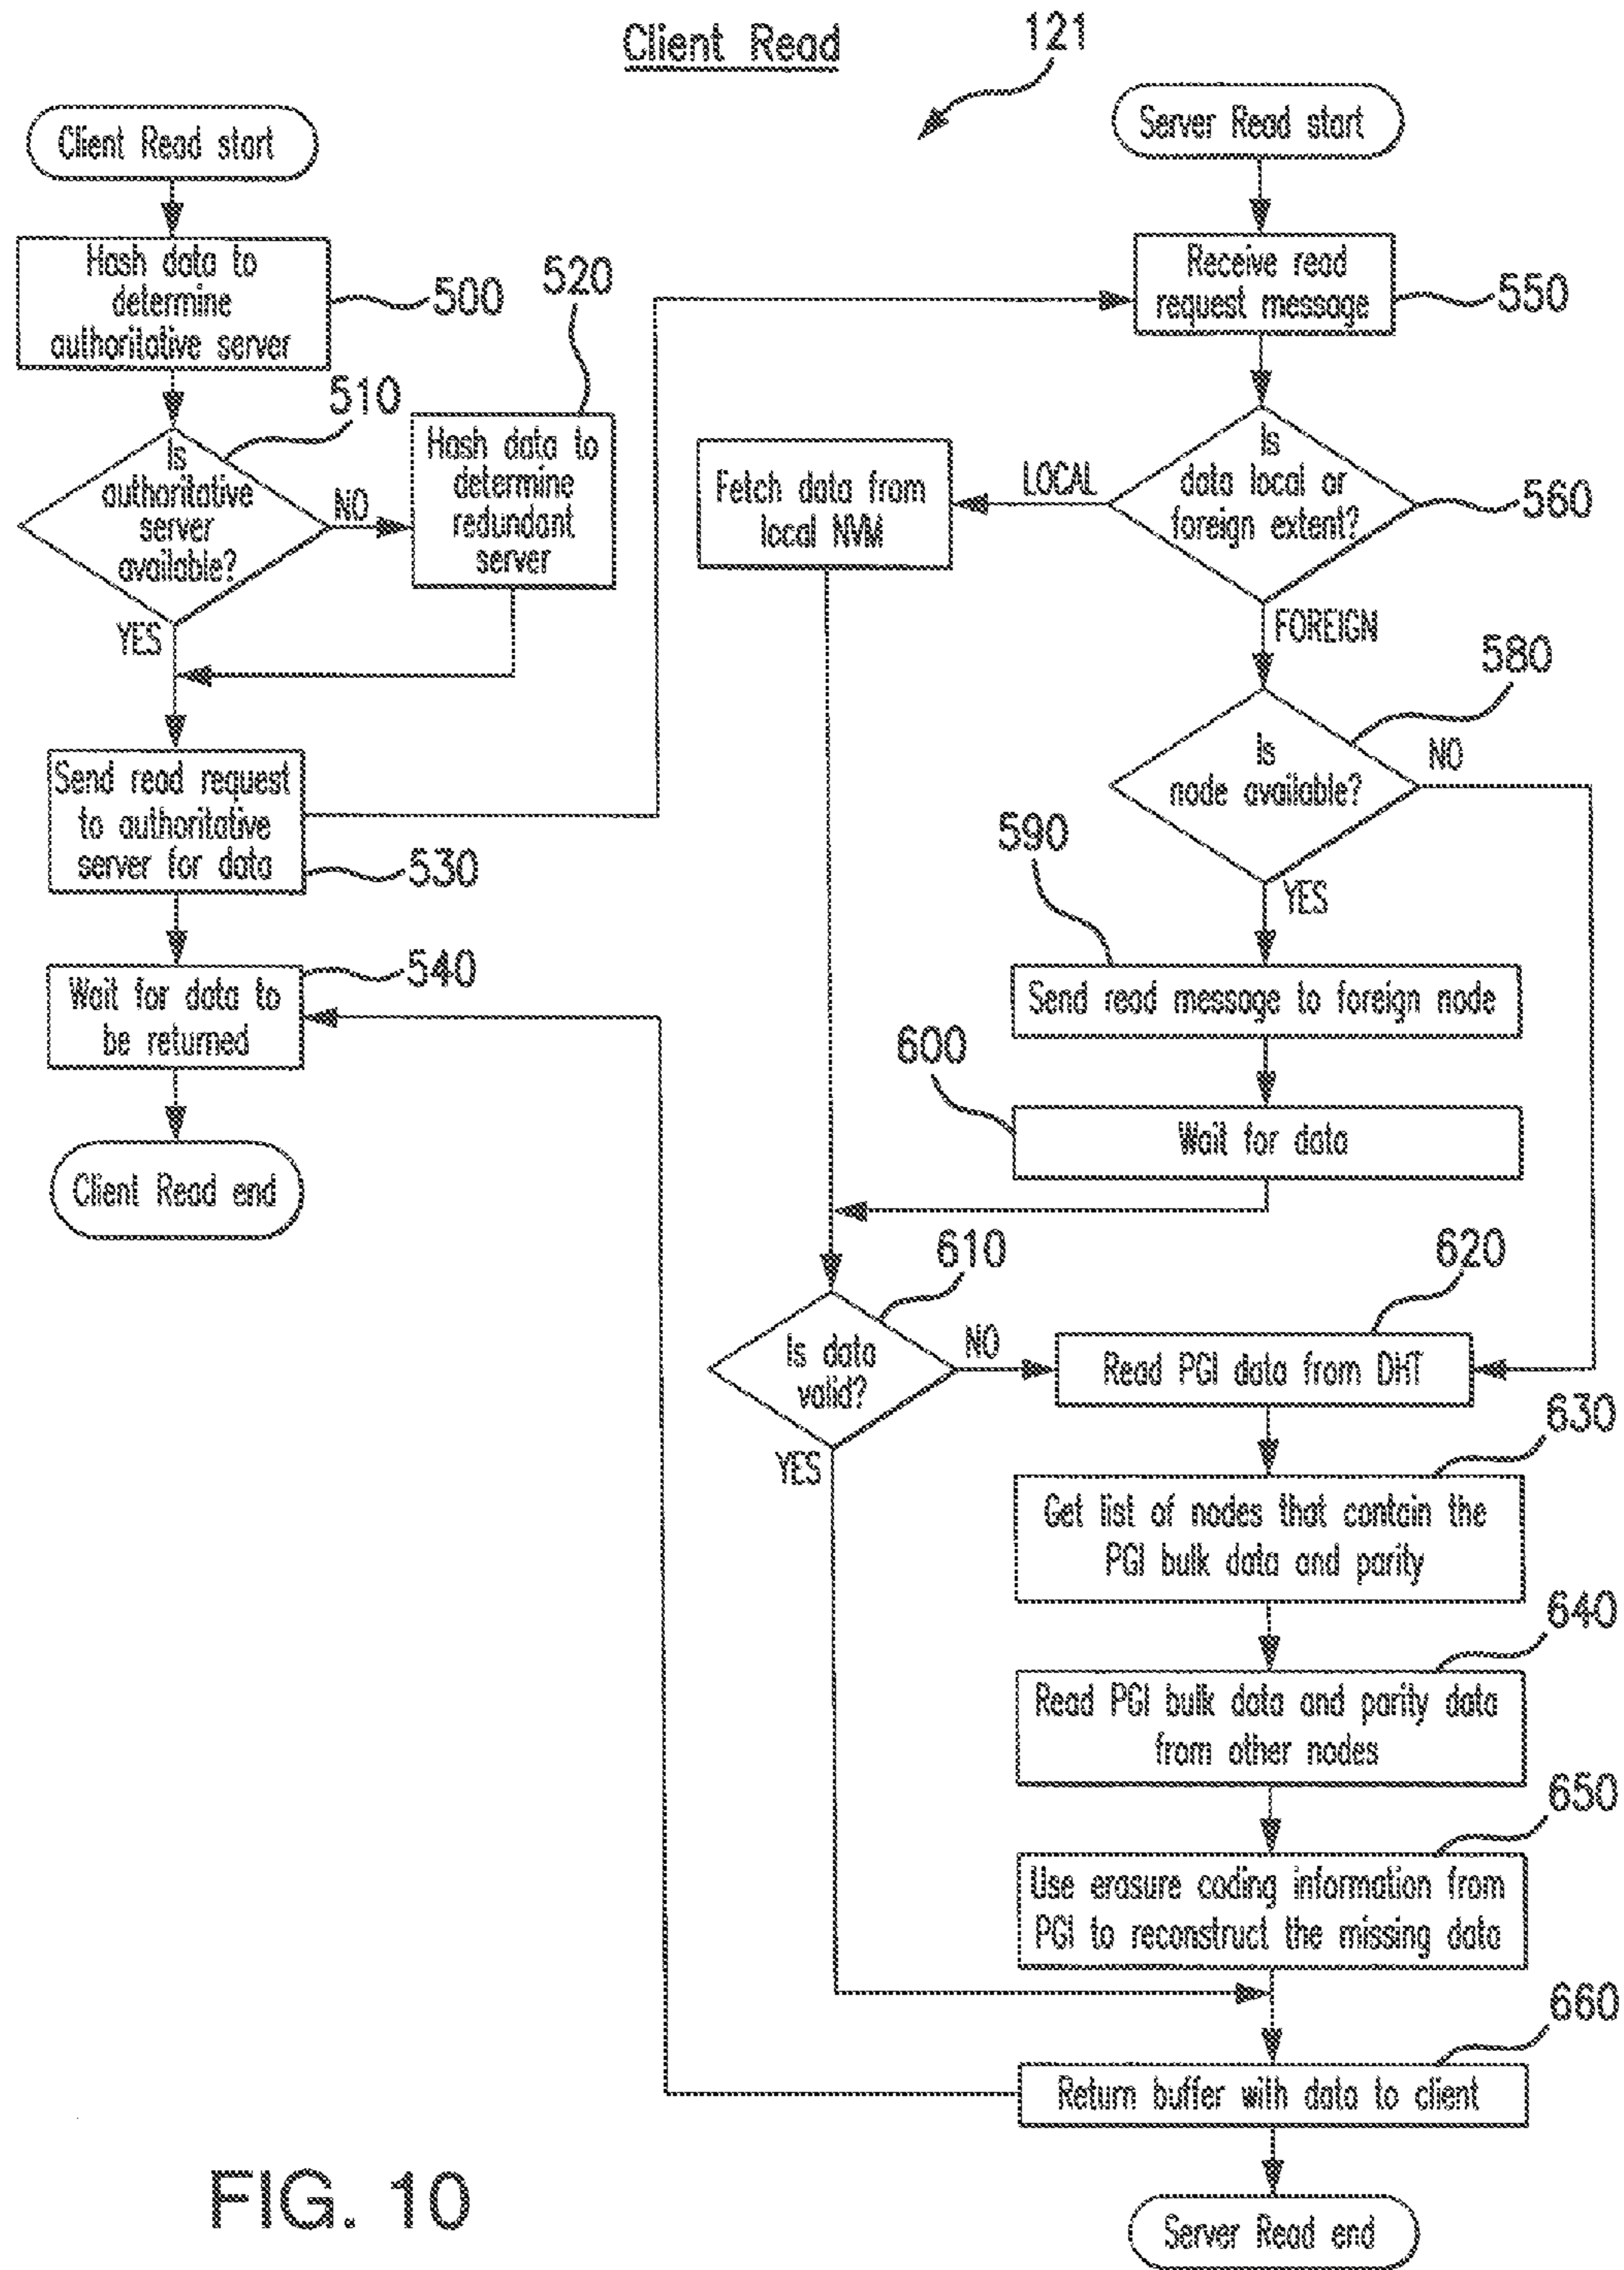 Client Read
121
Client Read start
Hash data to
determine
authoritative server
500
Is
authoritative
server
available?
510
NO
YES
Hash data to
determine
redundant
server
520
Send read request
to authoritative
server for data
530
Wait for data to
be returned
540
Client Read end
Server Read start
Receive read
request message
550
Is
data local or
foreign extent?
560
LOCAL
FOREIGN
Fetch data from
local NVM
Is
node available?
580
NO
YES
590
Send read message to foreign node
600
Wait for data
610
Is data
valid?
NO
YES
620
Read PGI data from DHT
630
Get list of nodes that contain the
PGI bulk data and parity
640
Read PGI bulk data and parity data
from other nodes
650
Use erasure coding information from
PGI to reconstruct the missing data
660
Return buffer with data to client
Server Read end
FIG. 10